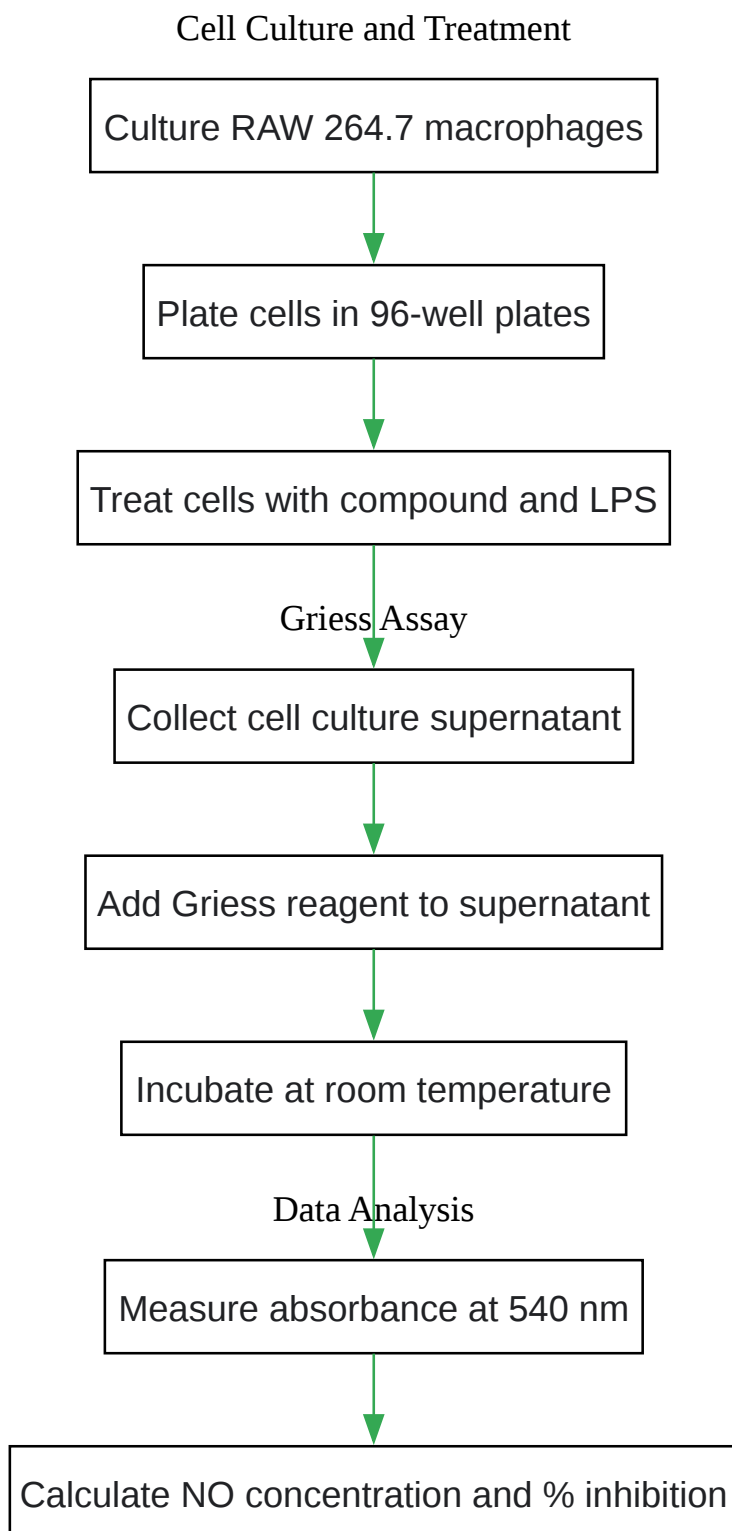 Cell Culture and Treatment
Culture RAW 264.7 macrophages
Plate cells in 96-well plates
Treat cells with compound and LPS
Griess Assay
Collect cell culture supernatant
Add Griess reagent to supernatant
Incubate at room temperature
Data Analysis
Measure absorbance at 540 nm
Calculate NO concentration and % inhibition